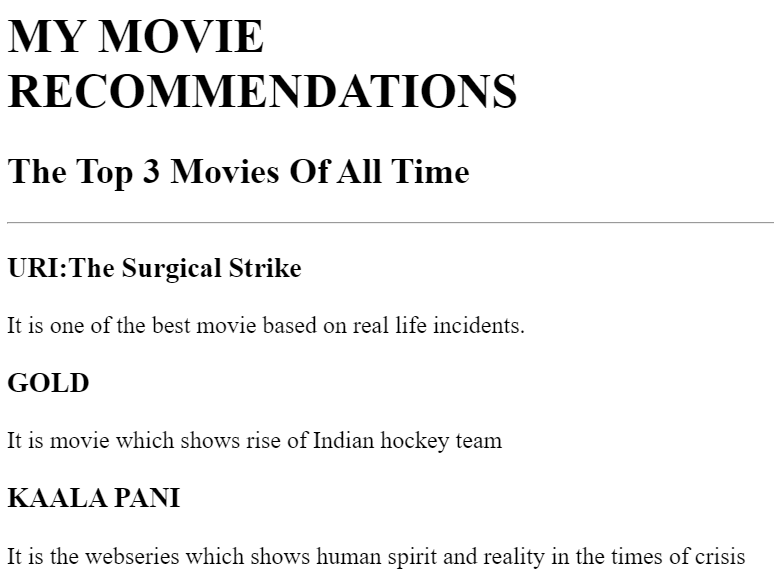 MY MOVIE
RECOMMENDATIONS
The Top 3 Movies Of All Time
URI:The Surgical Strike
It is one of the best movie based on real life incidents.
GOLD
It is movie which shows rise of Indian hockey team
KAALA PANI
It is the webseries which shows human spirit and reality in the times of crisis